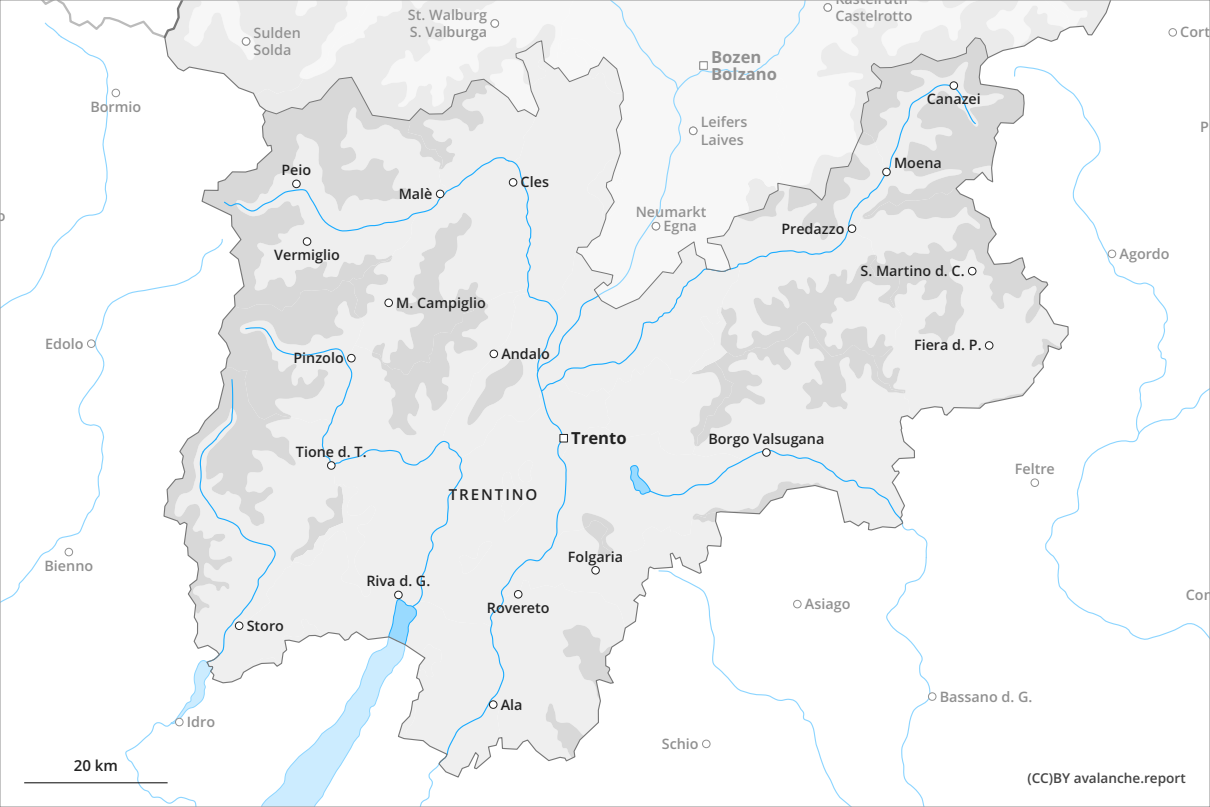 Kastelruth
Castelrotto
St. Walburg
S. Valburga
Sulden
Solda
Cort
Bozen
Bolzano
Bormio
Canazei
Leifers
Laives
P
Moena
Peio
Malè
Cles
Neumarkt
Egna
Predazzo
Vermiglio
Agordo
S. Martino d. C.
M. Campiglio
Edolo
Pinzolo
Andalo
Fiera d. P.
Trento
Borgo Valsugana
Tione d. T.
Feltre
TRENTINO
Folgaria
Bienno
Riva d. G.
Rovereto
Asiago
Cor
Storo
Ala
Bassano d. G.
Idro
Schio
20 km
(CC)BY avalanche.report